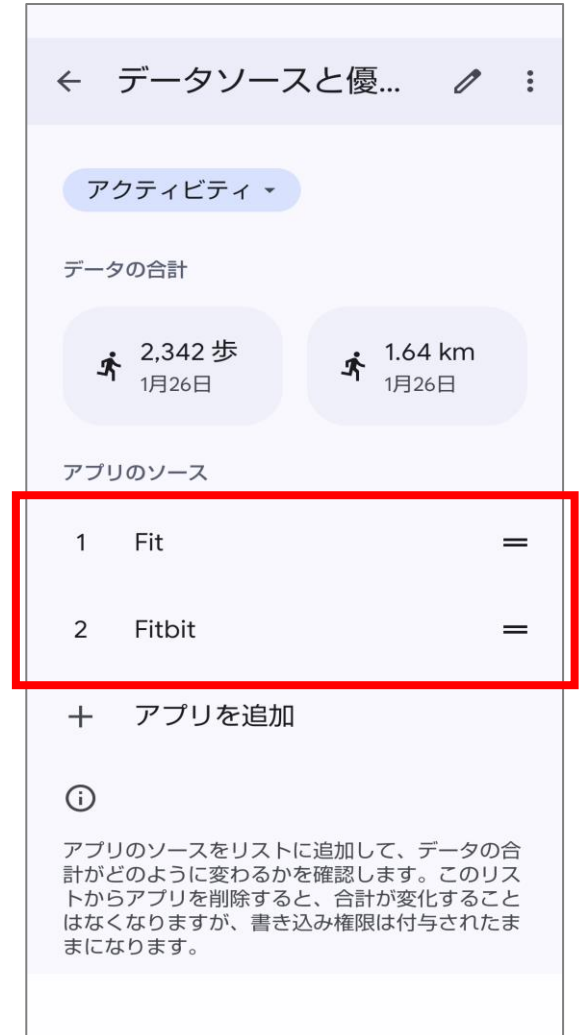 データソースと優...
アクティビティ
データの合計
2,342 歩
1月26日
1.64 km
1月26日
アプリのソース
1 Fit
2 Fitbit
アプリを追加
アプリのソースをリストに追加して、データの合
計がどのように変わるかを確認します。このリス
トからアプリを削除すると、合計が変化すること
はなくなりますが、書き込み権限は付与されたま
まになります。